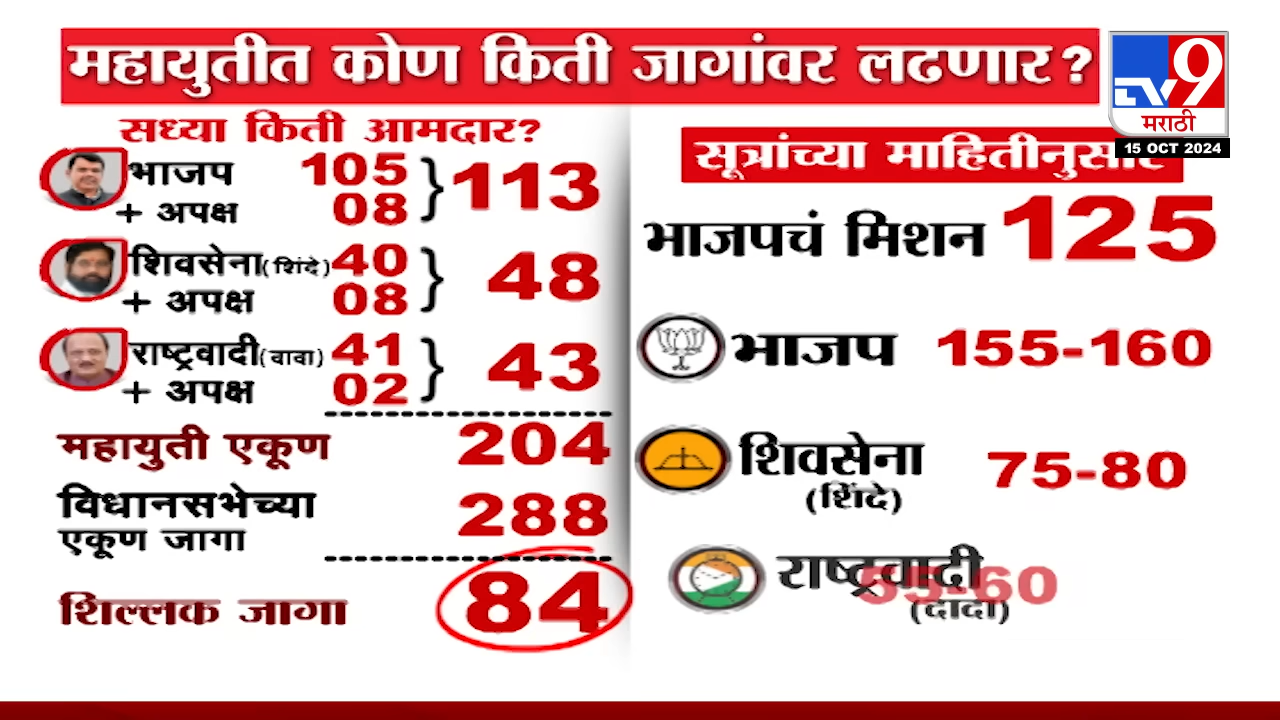 महायुतीत कोण किती जागांवर लढणार?
TV9
मराठी
15 OCT 2024
सध्या किती आमदार?
भाजप 105
+ अपक्ष 08
113
शिवसेना(शिंदे) 40
+ अपक्ष 08
48
राष्ट्रवादी(दादा) 41
+ अपक्ष 02
43
महायुती एकूण 204
विधानसभेच्या
एकूण जागा 288
शिल्लक जागा 84
सूत्रांच्या माहितीनुसार
भाजपचं मिशन 125
भाजप 155-160
शिवसेना
(शिंदे) 75-80
राष्ट्रवादी
(दादा) 55-60